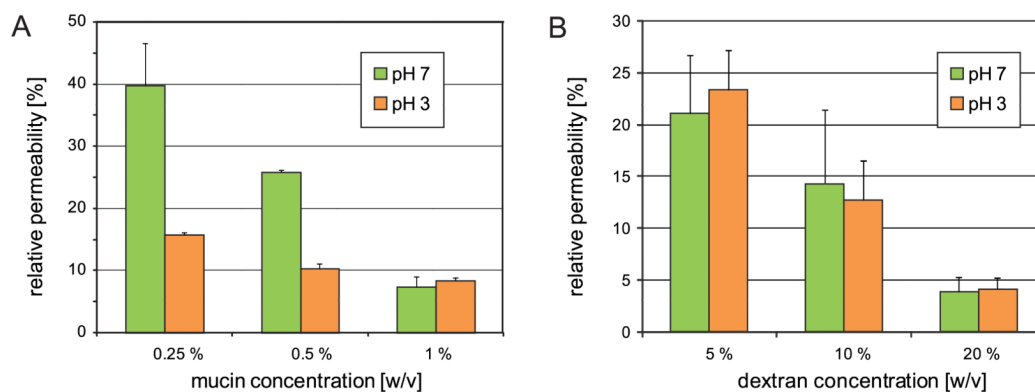 A
relative permeability [%]
50
40
30
20
10
0
pH 7
pH 3
0.25 %
0.5 %
1 %
mucin concentration [w/v]
B
relative permeability [%]
30
25
20
15
10
5
0
pH 7
pH 3
5 %
10 %
20 %
dextran concentration [w/v]